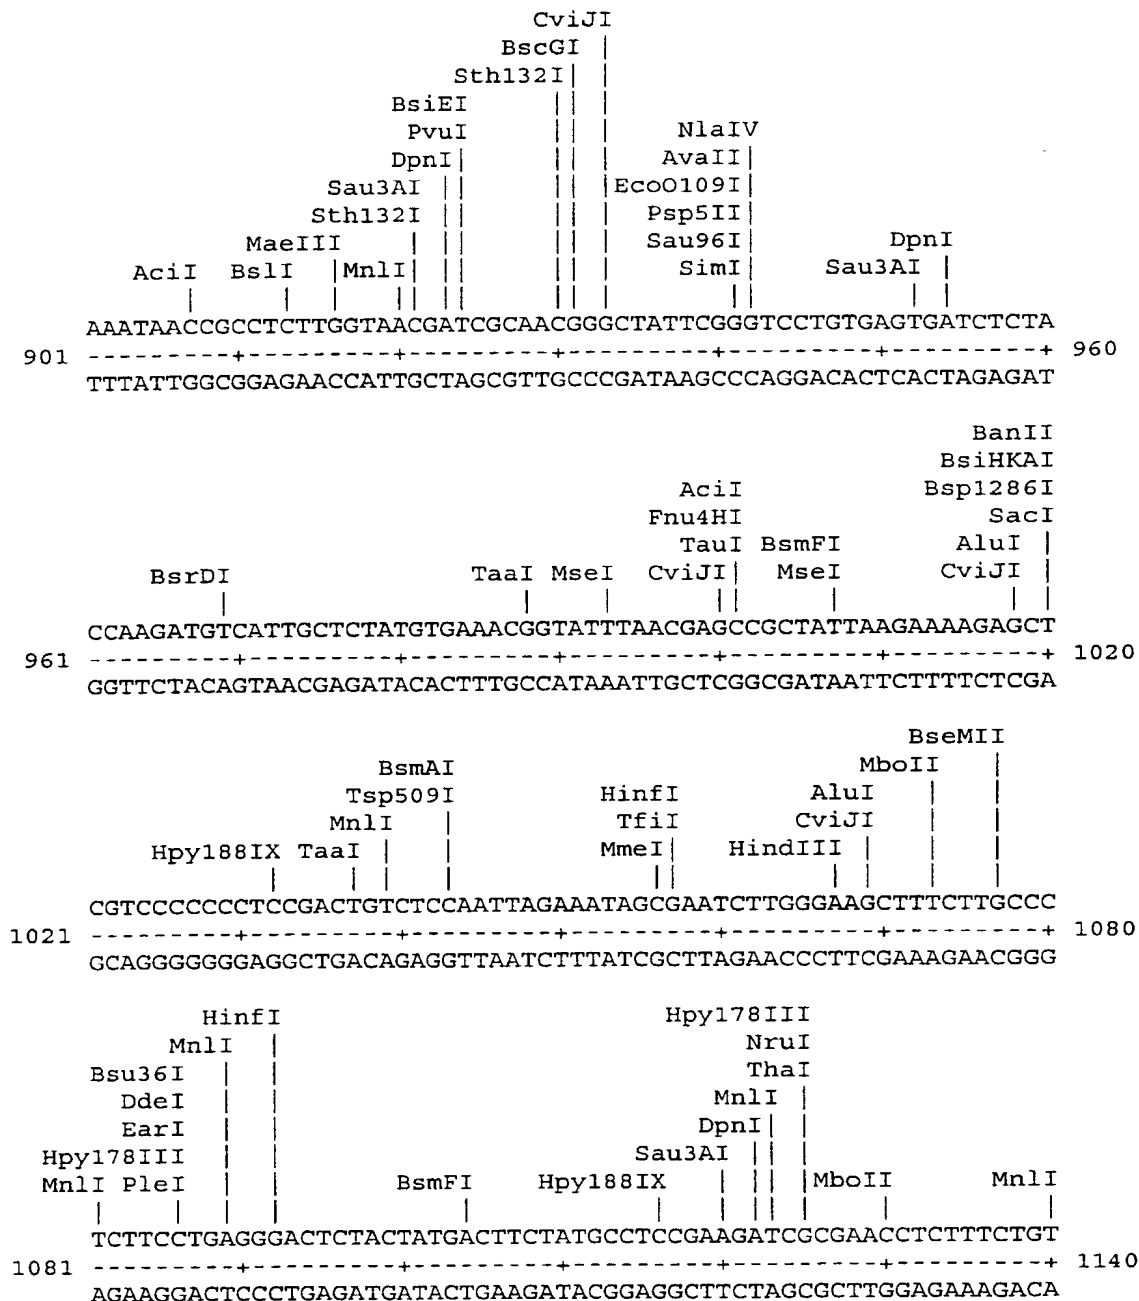 CviJI
BscGI
Sth132I
BsiEI
PvuI NlaIV
DpnI AvaII
Sau3AI EcoO109I
Sth132I Psp5II
MaeIII Sau96I DpnI
AciI BslI MnlI SimI Sau3AI
AAATAACCGCCTCTTGGTAACGATCGCAACGGGCTATTCGGGTCCTGTGAGTGATCTCTA
901 ---------+---------+---------+---------+---------+---------+ 960
TTTATTGGCGGAGAACCATTGCTAGCGTTGCCCGATAAGCCCAGGACACTCACTAGAGAT
BanII
BsiHKAI
AciI Bsp1286I
Fnu4HI SacI
TauI BsmFI AluI
BsrDI TaaI MseI CviJI MseI CviJI
CCAAGATGTCATTGCTCTATGTGAAACGGTATTTAACGAGCCGCTATTAAGAAAAGAGCT
961 ---------+---------+---------+---------+---------+---------+ 1020
GGTTCTACAGTAACGAGATACACTTTGCCATAAATTGCTCGGCGATAATTCTTTTCTCGA
BseMII
BsmAI MboII
Tsp509I HinfI AluI
MnlI TfiI CviJI
Hpy188IX TaaI MmeI HindIII
CGTCCCCCCCTCCGACTGTCTCCAATTAGAAATAGCGAATCTTGGGAAGCTTTCTTGCCC
1021 ---------+---------+---------+---------+---------+---------+ 1080
GCAGGGGGGGAGGCTGACAGAGGTTAATCTTTATCGCTTAGAACCCTTCGAAAGAACGGG
HinfI Hpy178III
MnlI NruI
Bsu36I ThaI
DdeI MnlI
EarI DpnI
Hpy178III Sau3AI
MnlI PleI BsmFI Hpy188IX MboII MnlI
TCTTCCTGAGGGACTCTACTATGACTTCTATGCCTCCGAAGATCGCGAACCTCTTTCTGT
1081 ---------+---------+---------+---------+---------+---------+ 1140
AGAAGGACTCCCTGAGATGATACTGAAGATACGGAGGCTTCTAGCGCTTGGAGAAAGACA